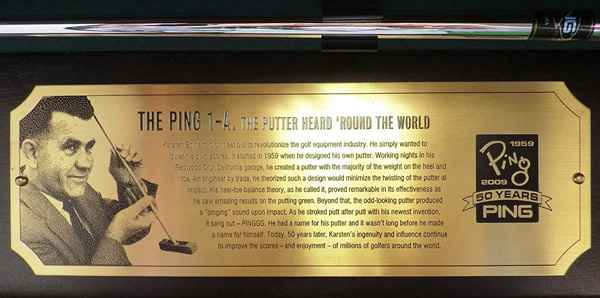 THE PING 1-A. THE PUTTER HEARD 'ROUND THE WORLD
Karsten Solheim did not set out to revolutionize the golf equipment industry. He simply wanted to
lower his own scores. It started in 1959 when he designed his own putter. Working nights in his
Redwood City, California garage, he created a putter with the majority of the weight on the heel and
toe. An engineer by trade, he theorized such a design would minimize the twisting of the putter at
impact. His heel-toe balance theory, as he called it, proved remarkable in its effectiveness as
he saw amazing results on the putting green. Beyond that, the odd-looking putter produced
a "pinging" sound upon impact. As he stroked putt after putt with his newest invention,
it sang out – PINGGG. He had a name for his putter and it wasn't long before he made
a name for himself. Today, 50 years later, Karsten's ingenuity and influence continue
to improve the scores – and enjoyment – of millions of golfers around the world.
1959
Ping
2009
50 YEARS
PING